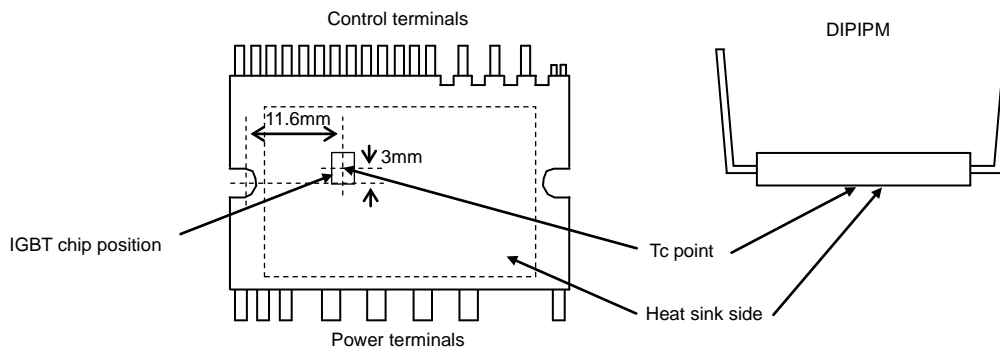 Control terminals
DIPIPM
11.6mm
3mm
IGBT chip position
Tc point
Heat sink side
Power terminals